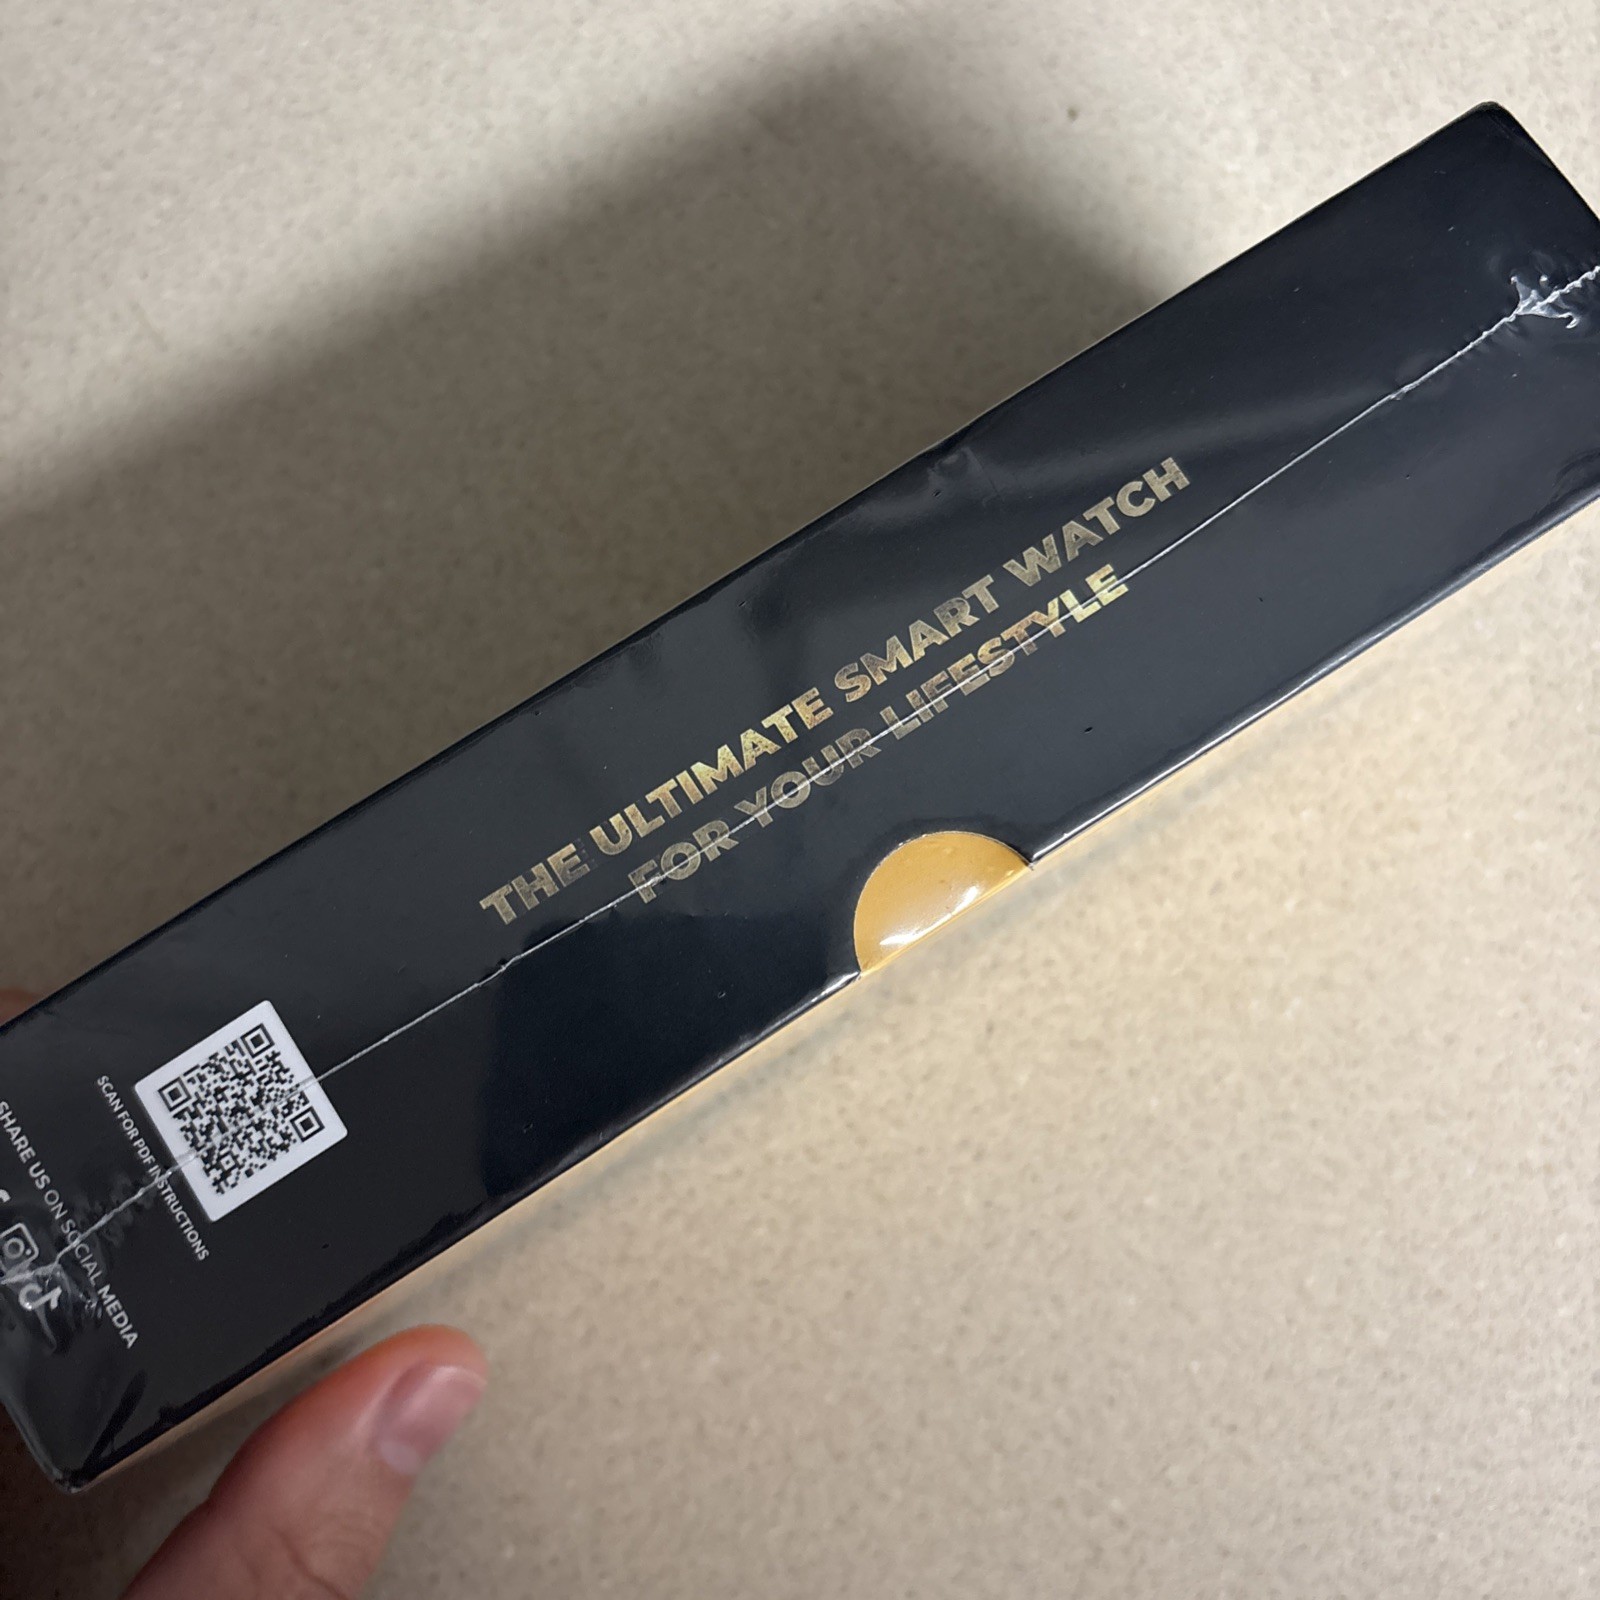 THE ULTIMATE SMART WATCH
FOR YOUR LIFESTYLE
SCAN FOR PDF INSTRUCTIONS
SHARE US ON SOCIAL MEDIA